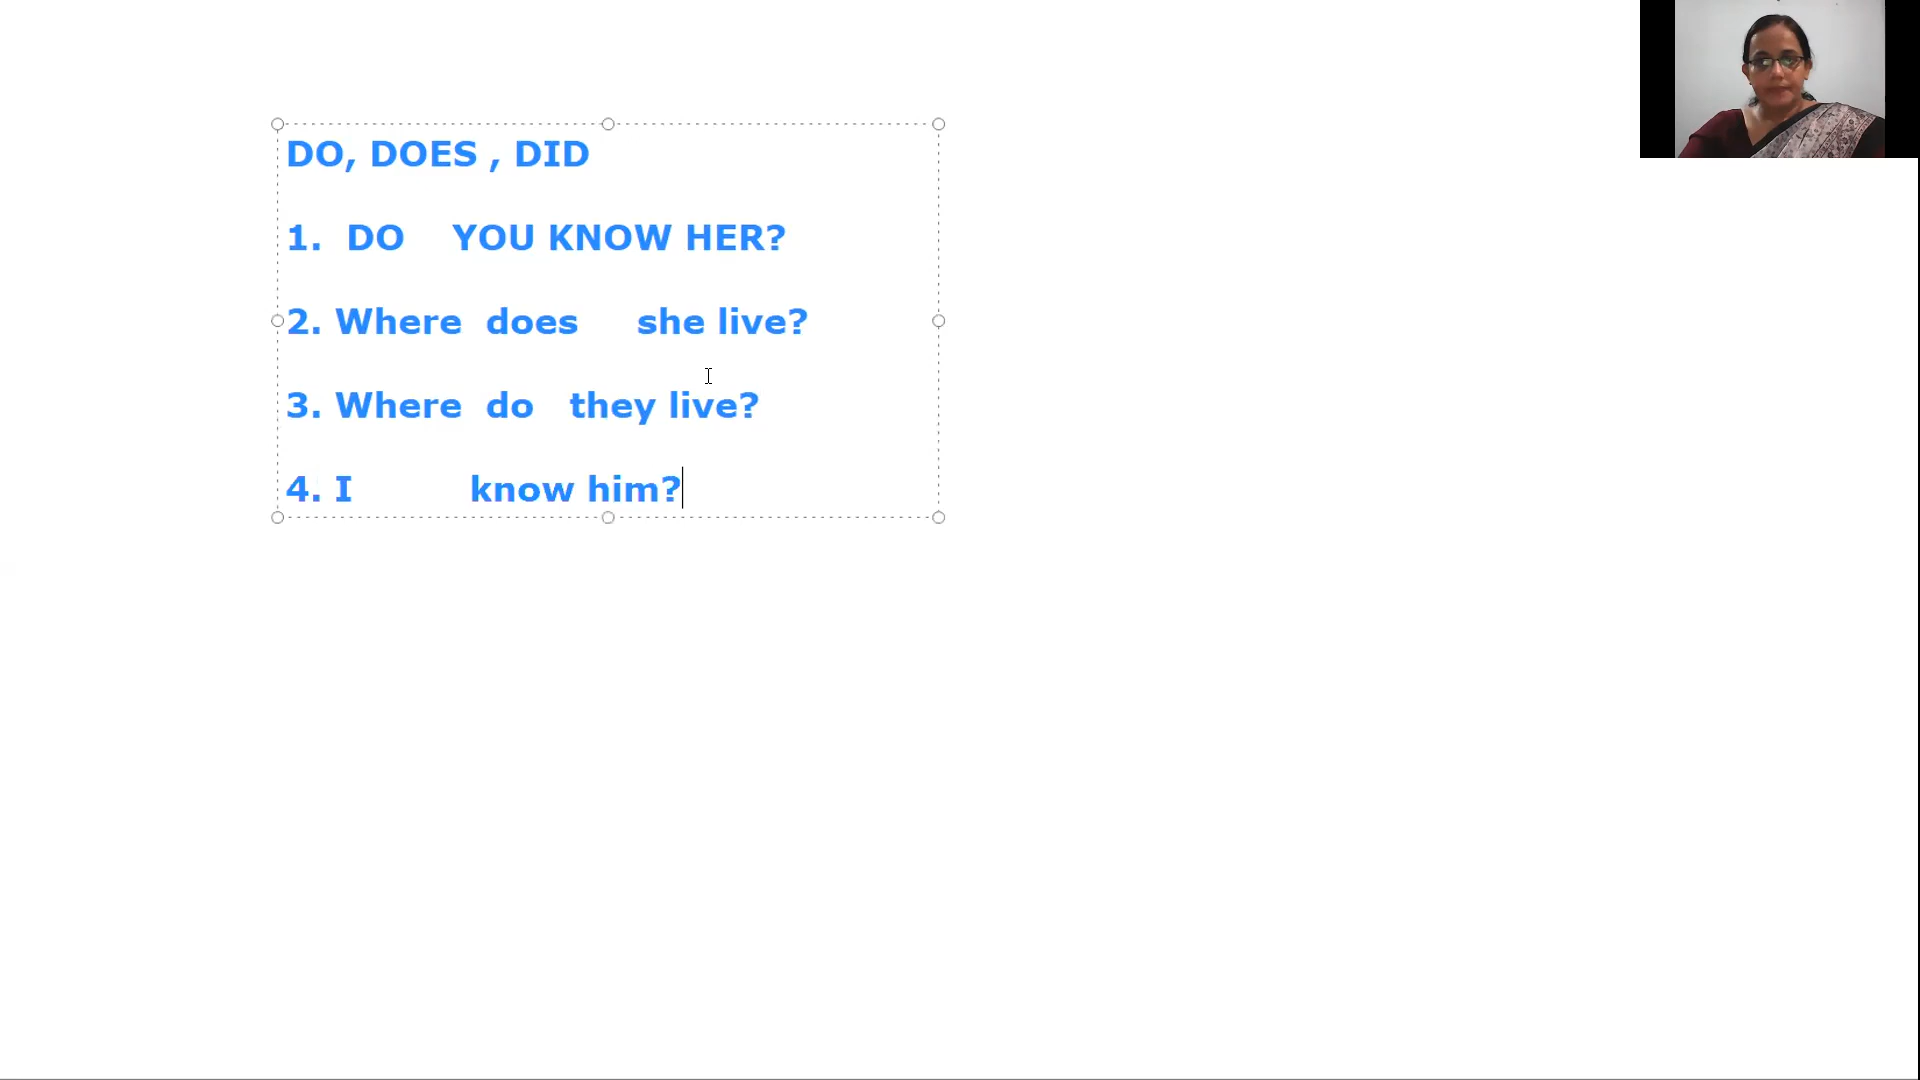 DO, DOES , DID
1. DO YOU KNOW HER?
2. Where does she live?
3. Where do they live?
4. I know him?